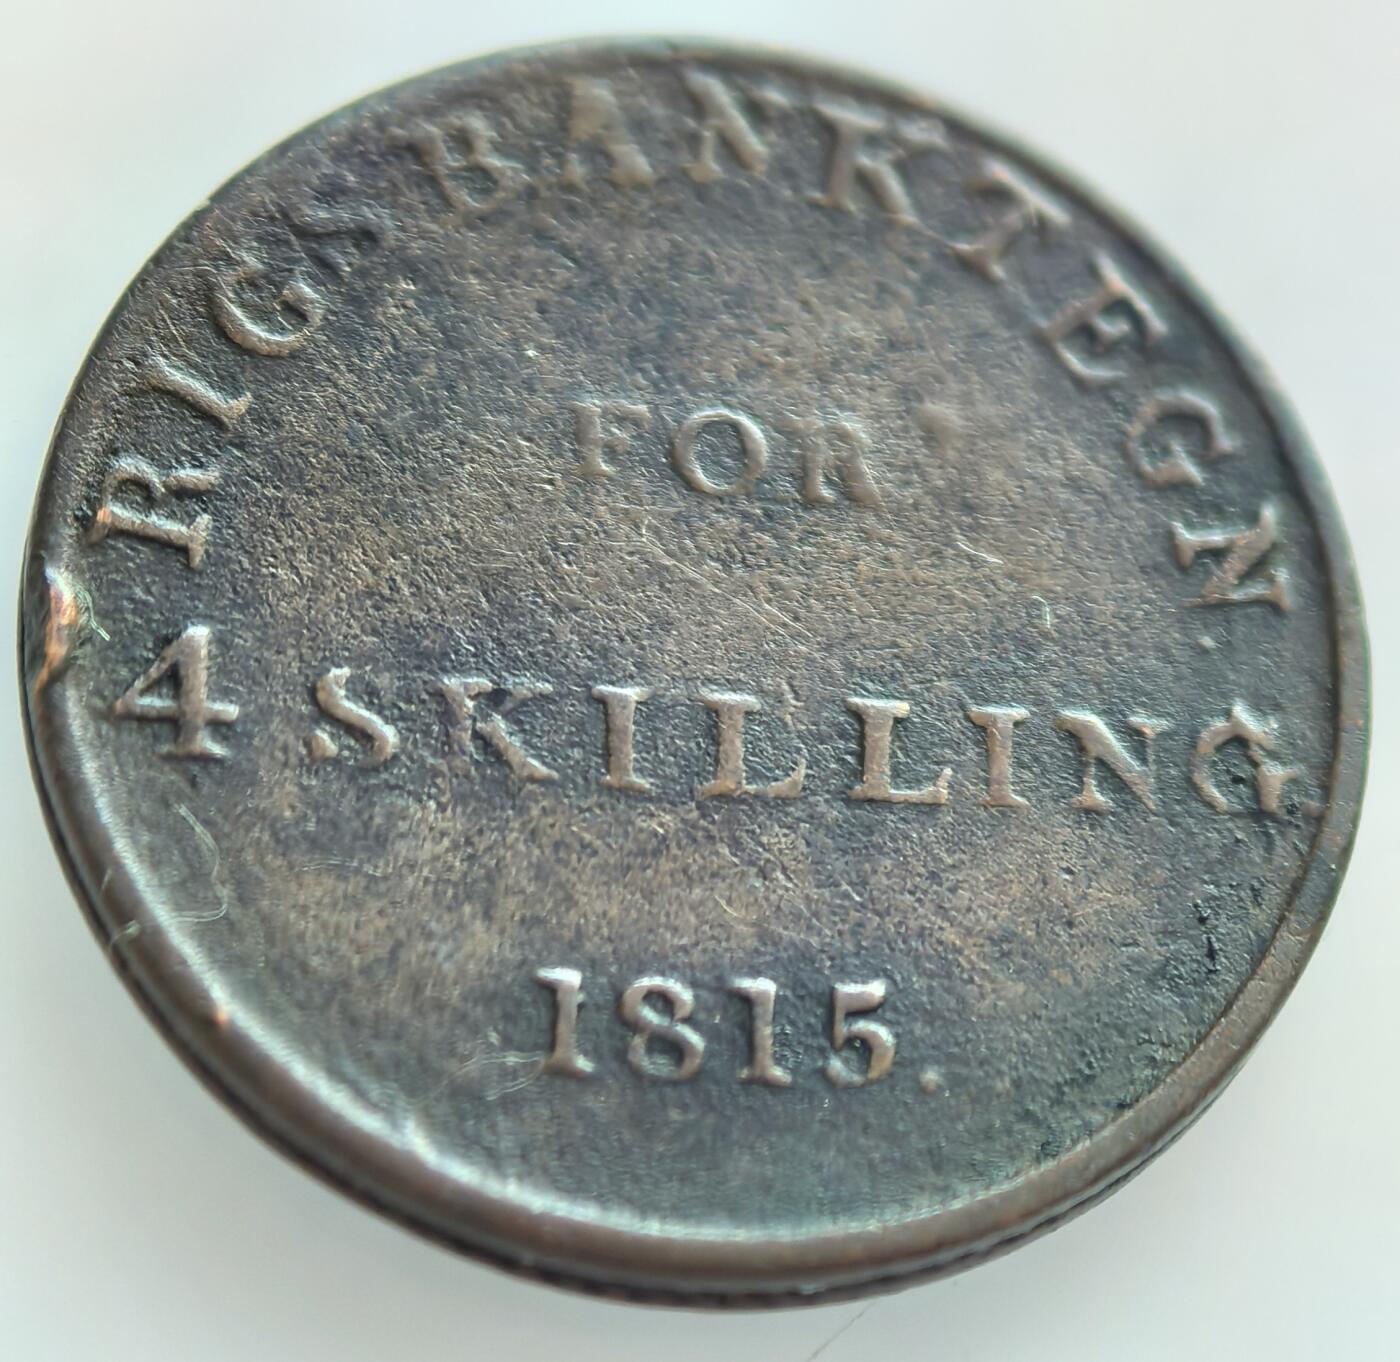 RIGSBANKTEGN
FOR
4 SKILLING.
1815.